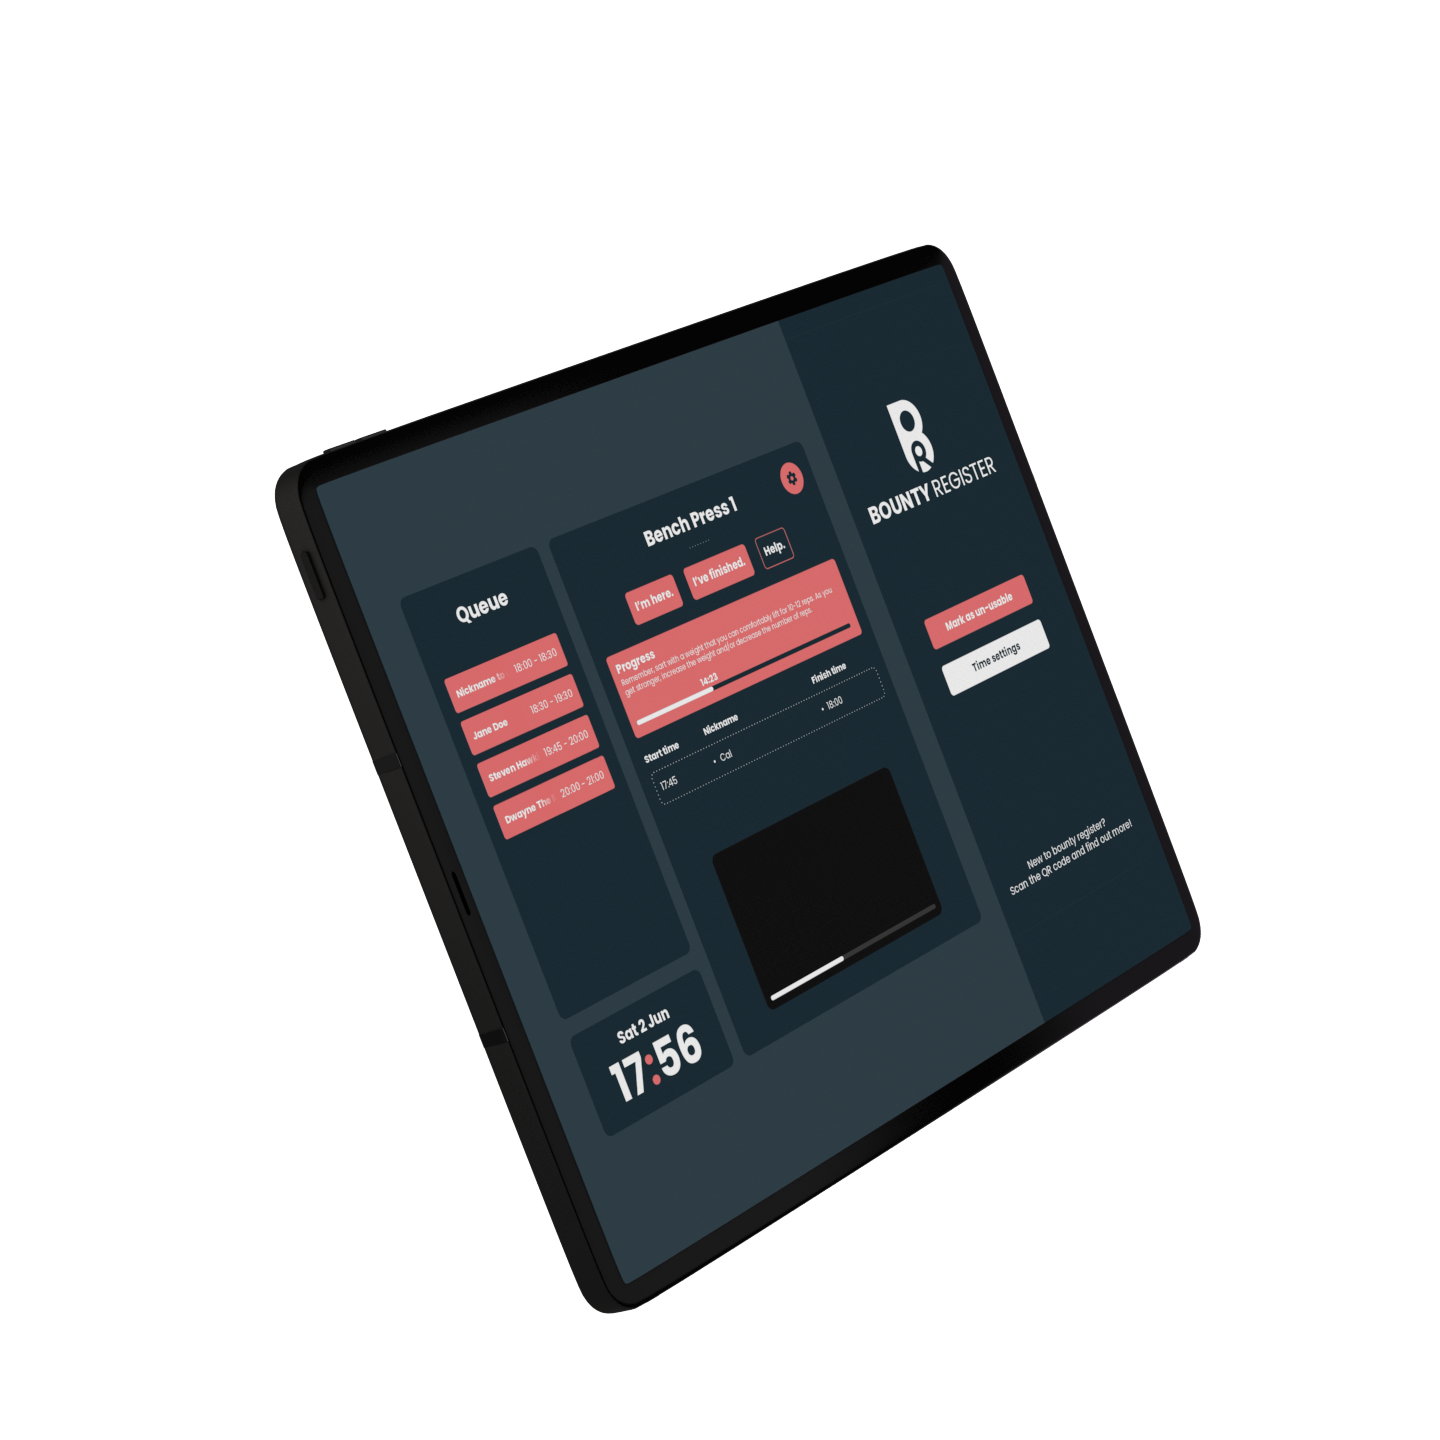 Queue
Nickname to 18:00 - 18:30
Jane Doe 18:30 - 19:30
Steven Haw 19:45 - 20:00
Dwayne The 20:00 - 21:00
Sat 2 Jun
17:56
Bench Press 1
I'm here. I've finished. Help.
Progress
Remember, sart with a weight that you can comfortably lift for 10-12 reps. As you
get stronger, increase the weight and/or decrease the number of reps.
14:23
Start time Nickname Finish time
17:45 • Cal • 18:00
BR
BOUNTY REGISTER
Mark as un-usable
Time settings
New to bounty register?
Scan the QR code and find out more!